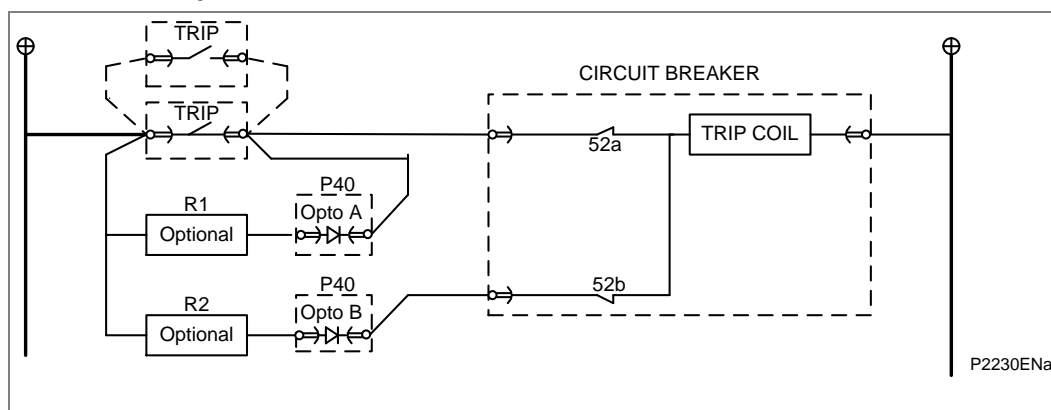 TRIP
TRIP
CIRCUIT BREAKER
52a
TRIP COIL
P40
R1
Opto A
Optional
52b
P40
R2
Opto B
Optional
P2230ENa